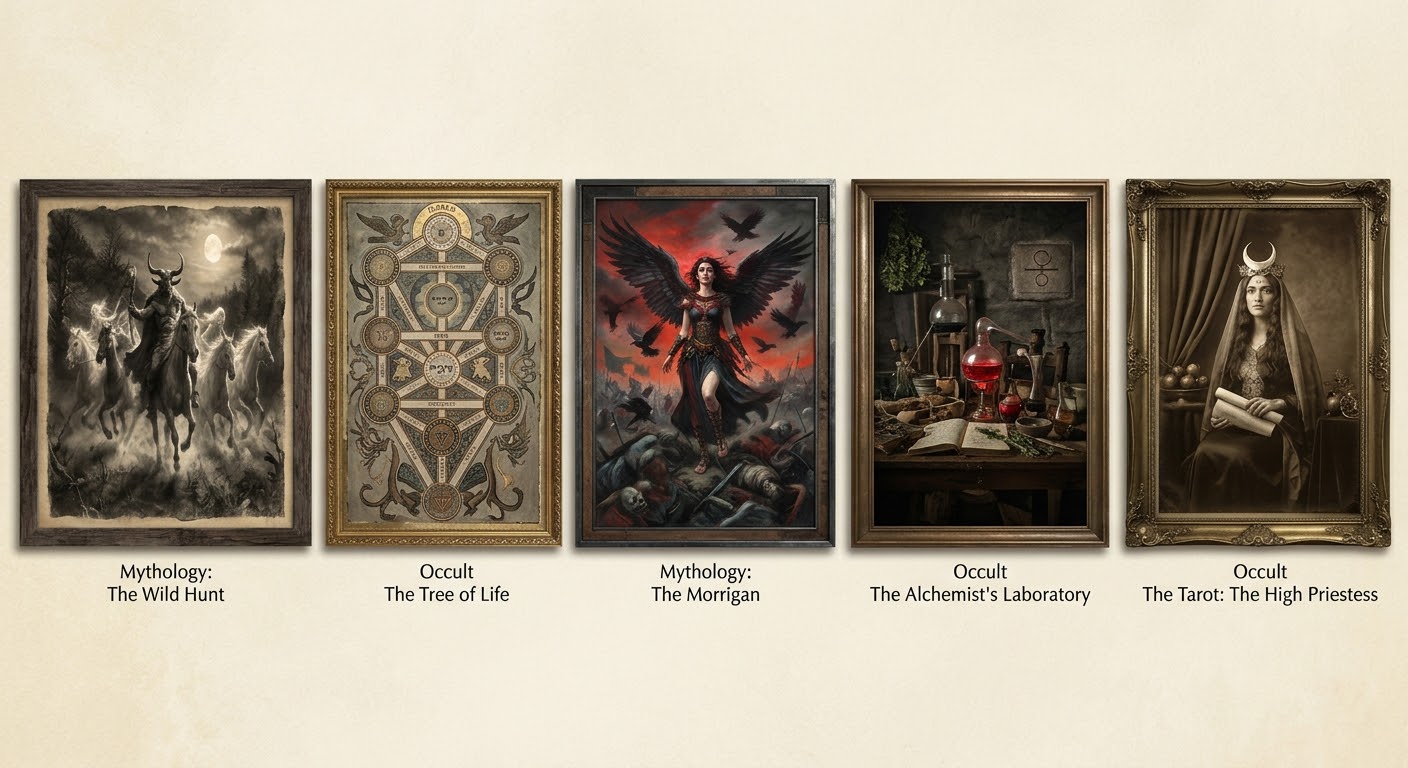 Mythology:
The Wild Hunt
Occult
The Tree of Life
Mythology:
The Morrigan
Occult
The Alchemist's Laboratory
Occult
The Tarot: The High Priestess